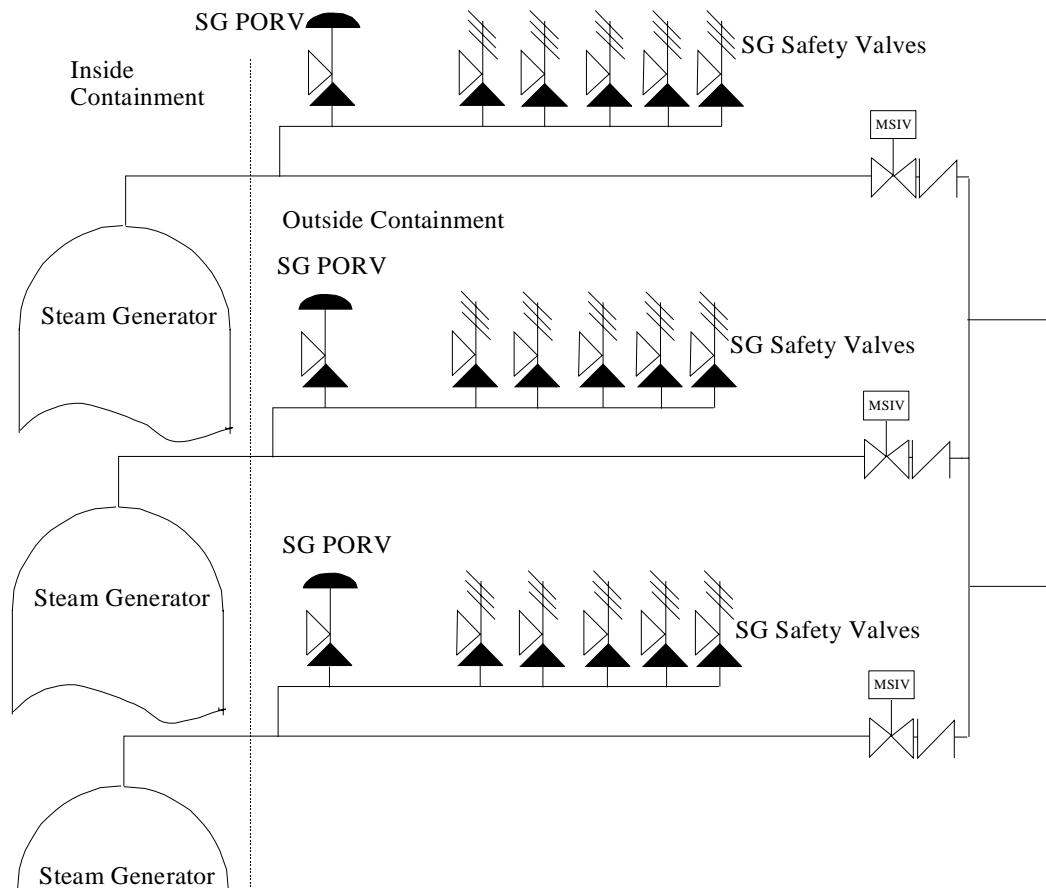 SG PORV
SG Safety Valves
Inside
Containment
MSIV
Outside Containment
SG PORV
Steam Generator
SG Safety Valves
MSIV
SG PORV
Steam Generator
SG Safety Valves
MSIV
Steam Generator